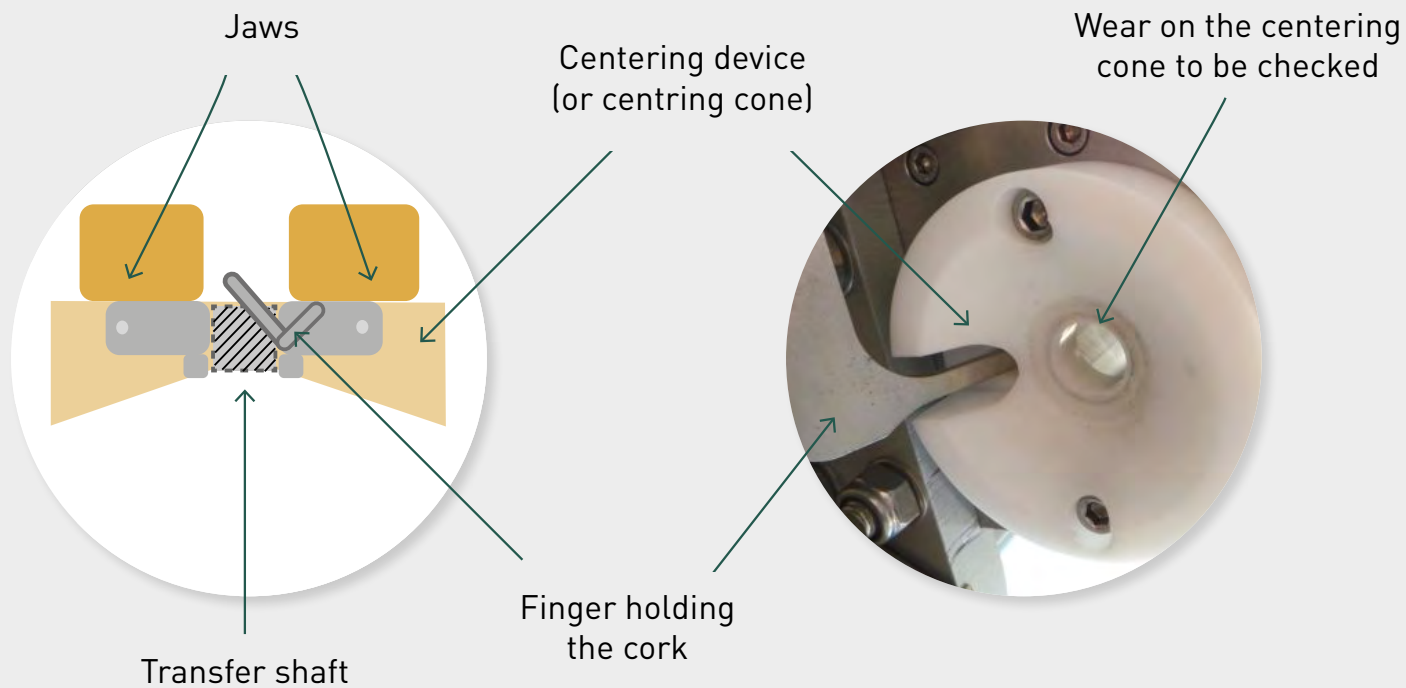 Jaws
Centering device
(or centring cone)
Wear on the centering
cone to be checked
Finger holding
the cork
Transfer shaft